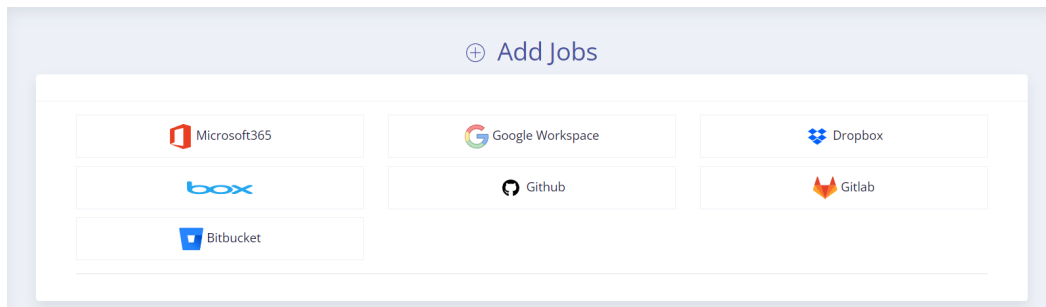 Add Jobs
Microsoft365
Google Workspace
Dropbox
box
Github
Gitlab
Bitbucket